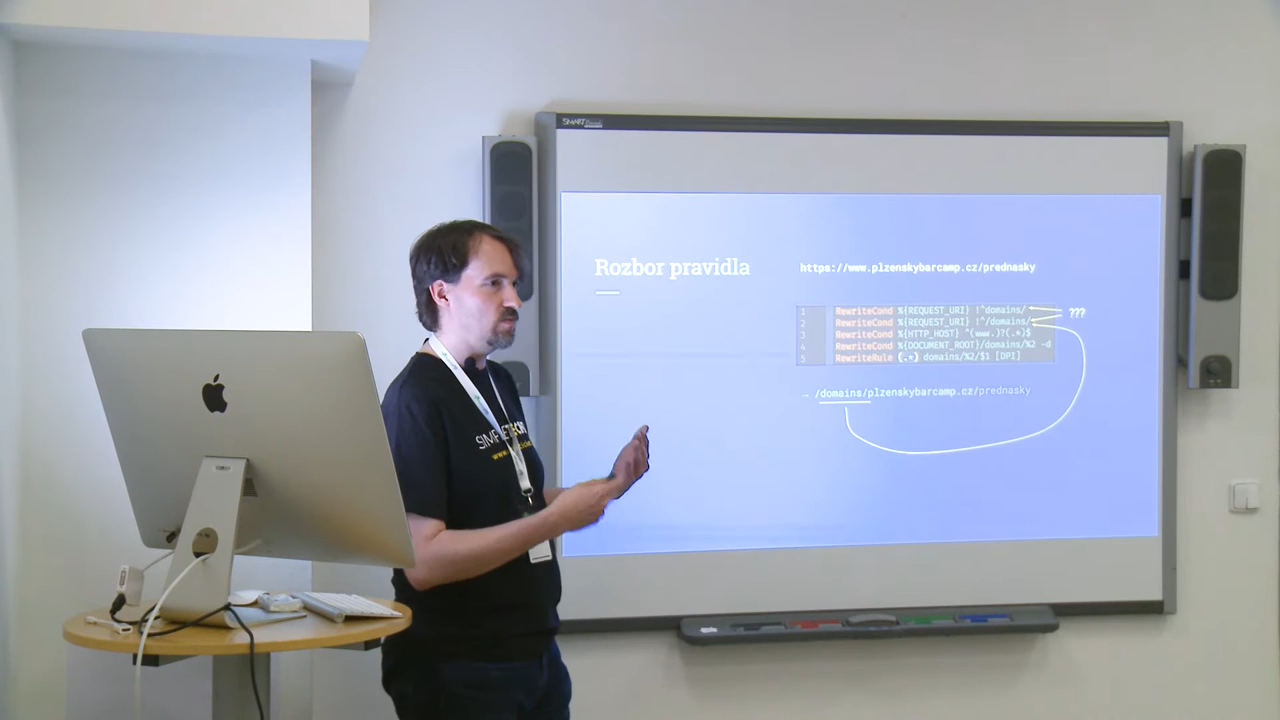 SMART
Rozbor pravidla
https://www.plzenskybarcamp.cz/prednasky
1 RewriteCond %{REQUEST_URI} !^domains/
2 RewriteCond %{REQUEST_URI} !^/domains/
3 RewriteCond %{HTTP_HOST} ^(www.)?(.*)$
4 RewriteCond %{DOCUMENT_ROOT}/domains/%2 -d
5 RewriteRule (.*) domains/%2/$1 [DPI]
???
→ /domains/plzenskybarcamp.cz/prednasky